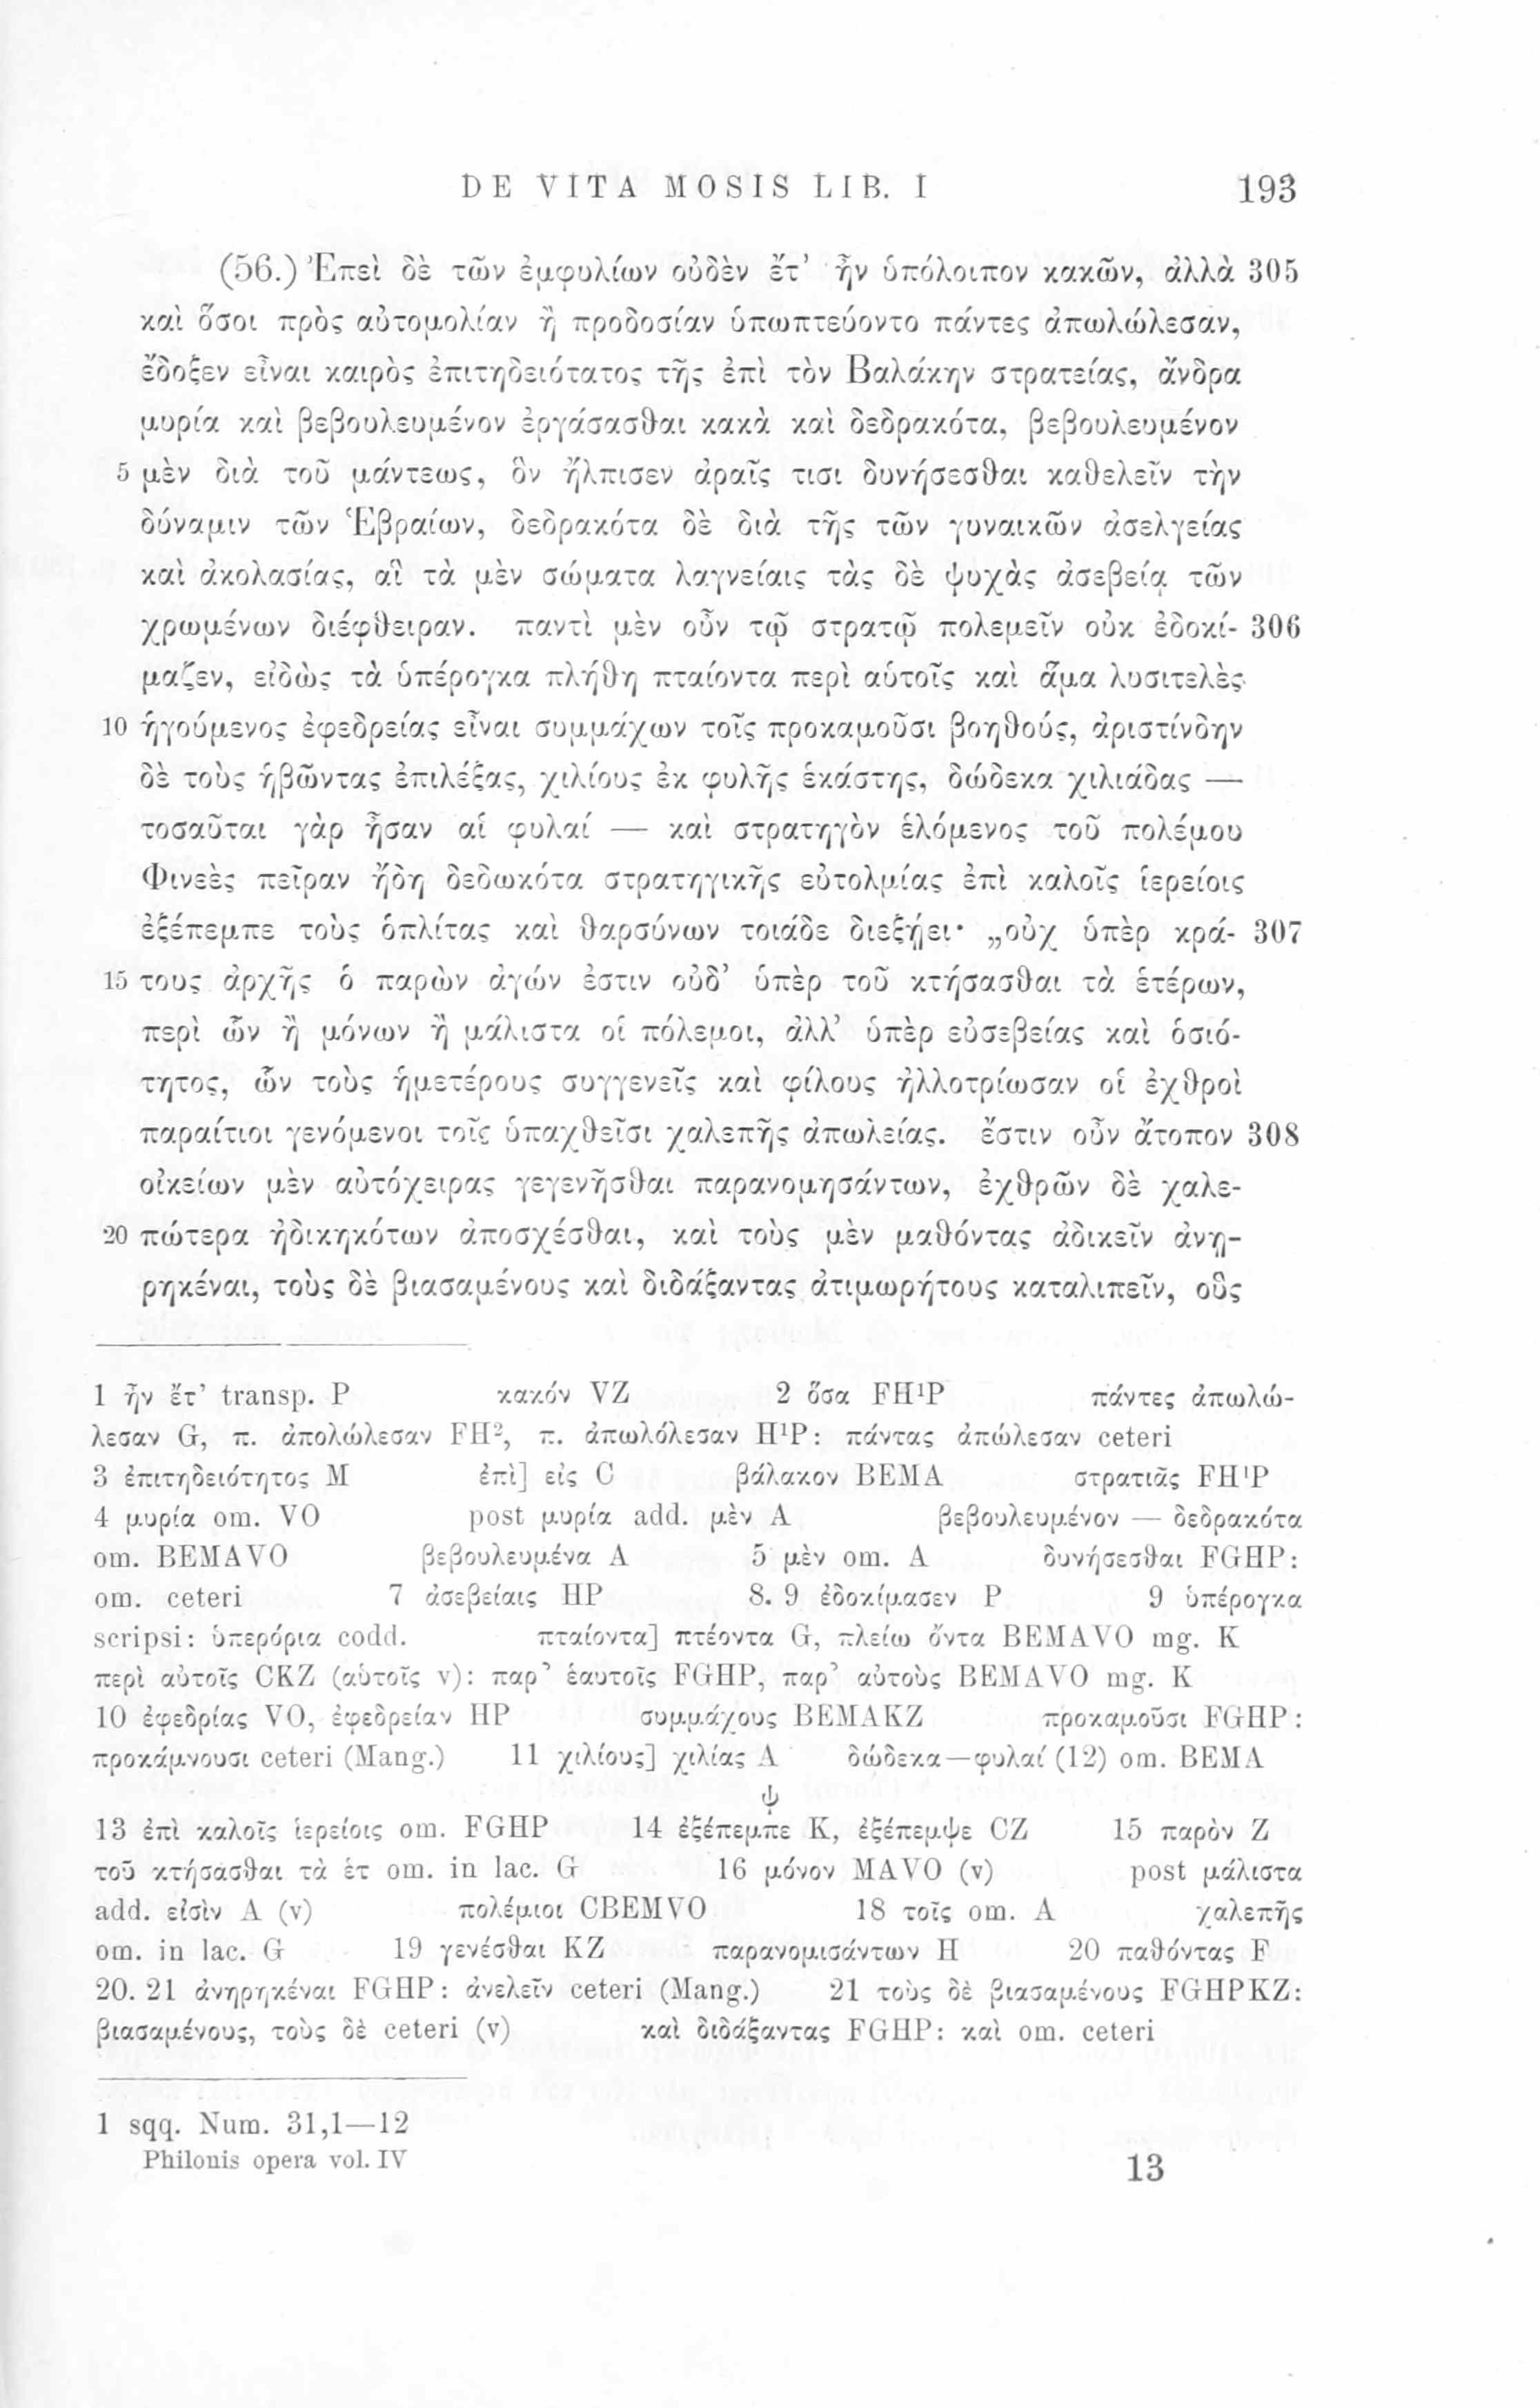 DE VITA MOSIS LIB. I 193
(56.) Ἐπεὶ δὲ τῶν ἐμφυλίων οὐδὲν ἔτ’ ἦν ὑπόλοιπον κακῶν, ἀλλὰ 305
καὶ ὅσοι πρὸς αὐτομολίαν ἢ προδοσίαν ὑπωπτεύοντο πάντες ἀπωλώλεσαν,
ἔδοξεν εἶναι καιρὸς ἐπιτηδειότατος τῆς ἐπὶ τὸν Βαλάκην στρατείας, ἄνδρα
μυρία καὶ βεβουλευμένον ἐργάσασθαι κακὰ καὶ δεδρακότα, βεβουλευμένον
5 μὲν διὰ τοῦ μάντεως, ὃν ἤλπισεν ἀραῖς τισι δυνήσεσθαι καθελεῖν τὴν
δύναμιν τῶν Ἑβραίων, δεδρακότα δὲ διὰ τῆς τῶν γυναικῶν ἀσελγείας
καὶ ἀκολασίας, αἳ τὰ μὲν σώματα λαγνείαις τὰς δὲ ψυχὰς ἀσεβείᾳ τῶν
χρωμένων διέφθειραν. παντὶ μὲν οὖν τῷ στρατῷ πολεμεῖν οὐκ ἐδοκί- 306
μαζεν, εἰδὼς τὰ ὑπέρογκα πλήθη πταίοντα περὶ αὑτοῖς καὶ ἅμα λυσιτελὲς
10 ἡγούμενος ἐφεδρείας εἶναι συμμάχων τοῖς προκαμοῦσι βοηθούς, ἀριστίνδην
δὲ τοὺς ἡβῶντας ἐπιλέξας, χιλίους ἐκ φυλῆς ἑκάστης, δώδεκα χιλιάδας —
τοσαῦται γὰρ ἦσαν αἱ φυλαί — καὶ στρατηγὸν ἑλόμενος τοῦ πολέμου
Φινεὲς πεῖραν ἤδη δεδωκότα στρατηγικῆς εὐτολμίας ἐπὶ καλοῖς ἱερείοις
ἐξέπεμπε τοὺς ὁπλίτας καὶ θαρσύνων τοιάδε διεξῄει· „οὐχ ὑπὲρ κρά- 307
15 τους ἀρχῆς ὁ παρὼν ἀγών ἐστιν οὐδ’ ὑπὲρ τοῦ κτήσασθαι τὰ ἑτέρων,
περὶ ὧν ἢ μόνων ἢ μάλιστα οἱ πόλεμοι, ἀλλ’ ὑπὲρ εὐσεβείας καὶ ὁσιό-
τητος, ὧν τοὺς ἡμετέρους συγγενεῖς καὶ φίλους ἠλλοτρίωσαν οἱ ἐχθροὶ
παραίτιοι γενόμενοι τοῖς ὑπαχθεῖσι χαλεπῆς ἀπωλείας. ἔστιν οὖν ἄτοπον 308
οἰκείων μὲν αὐτόχειρας γεγενῆσθαι παρανομησάντων, ἐχθρῶν δὲ χαλε-
20 πώτερα ἠδικηκότων ἀποσχέσθαι, καὶ τοὺς μὲν μαθόντας ἀδικεῖν ἀνῃ-
ρηκέναι, τοὺς δὲ βιασαμένους καὶ διδάξαντας ἀτιμωρήτους καταλιπεῖν, οὓς
1 ἦν ἔτ’ transp. P κακόν VZ 2 ὅσα FH¹P πάντες ἀπωλώ-
λεσαν G, π. ἀπολώλεσαν FH², π. ἀπωλόλεσαν H¹P: πάντας ἀπώλεσαν ceteri
3 ἐπιτηδειότητος M ἐπὶ] εἰς C βάλακον BEMA στρατιᾶς FH¹P
4 μυρία om. VO post μυρία add. μὲν A βεβουλευμένον — δεδρακότα
om. BEMAVO βεβουλευμένα A 5 μὲν om. A δυνήσεσθαι FGHP:
om. ceteri 7 ἀσεβείαις HP 8. 9 ἐδοκίμασεν P 9 ὑπέρογκα
scripsi: ὑπερόρια codd. πταίοντα] πτέοντα G, πλείω ὄντα BEMAVO mg. K
περὶ αὐτοῖς CKZ (αὑτοῖς v): παρ’ ἑαυτοῖς FGHP, παρ’ αὐτοὺς BEMAVO mg. K
10 ἐφεδρίας VO, ἐφεδρείαν HP συμμάχους BEMAKZ προκαμοῦσι FGHP:
προκάμνουσι ceteri (Mang.) 11 χιλίους] χιλίας A δώδεκα—φυλαί (12) om. BEMA
ψ
13 ἐπὶ καλοῖς ἱερείοις om. FGHP 14 ἐξέπεμπε K, ἐξέπεμψε CZ 15 παρὸν Z
τοῦ κτήσασθαι τὰ ἑτ om. in lac. G 16 μόνον MAVO (v) post μάλιστα
add. εἰσὶν A (v) πολέμιοι CBEMVO 18 τοῖς om. A χαλεπῆς
om. in lac. G 19 γενέσθαι KZ παρανομισάντων H 20 παθόντας F
20. 21 ἀνηρηκέναι FGHP: ἀνελεῖν ceteri (Mang.) 21 τοὺς δὲ βιασαμένους FGHPKZ:
βιασαμένους, τοὺς δὲ ceteri (v) καὶ διδάξαντας FGHP: καὶ om. ceteri
1 sqq. Num. 31,1—12
Philonis opera vol. IV 13